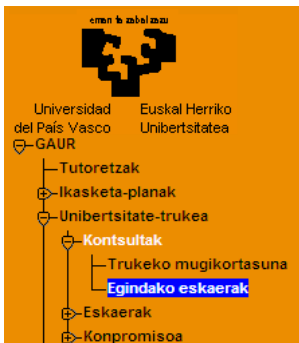 eman ta zabal zazu
Universidad Euskal Herriko
del País Vasco Unibertsitatea
GAUR
Tutoretzak
Ikasketa-planak
Unibertsitate-trukea
Kontsultak
Trukeko mugikortasuna
Egindako eskaerak
Eskaerak
Konpromisoa